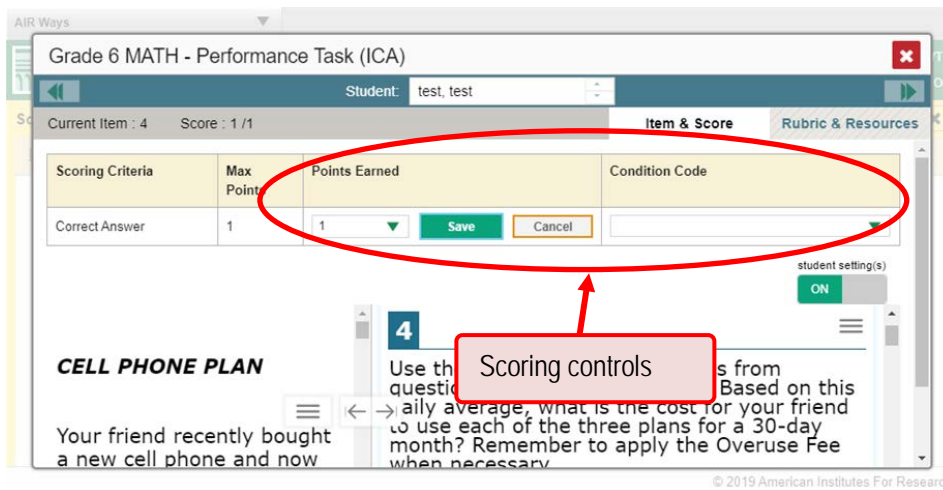 AIR Ways
Grade 6 MATH - Performance Task (ICA)
Student: test, test
Current Item : 4 Score : 1 /1 Item & Score Rubric & Resources
Scoring Criteria Max Points Points Earned Condition Code
Correct Answer 1 1 Save Cancel
student setting(s)
ON
Scoring controls
CELL PHONE PLAN
Your friend recently bought
a new cell phone and now
4
Use th s from
questi Based on this
daily average, what is the cost for your friend
to use each of the three plans for a 30-day
month? Remember to apply the Overuse Fee
when necessary
© 2019 American Institutes For Researc